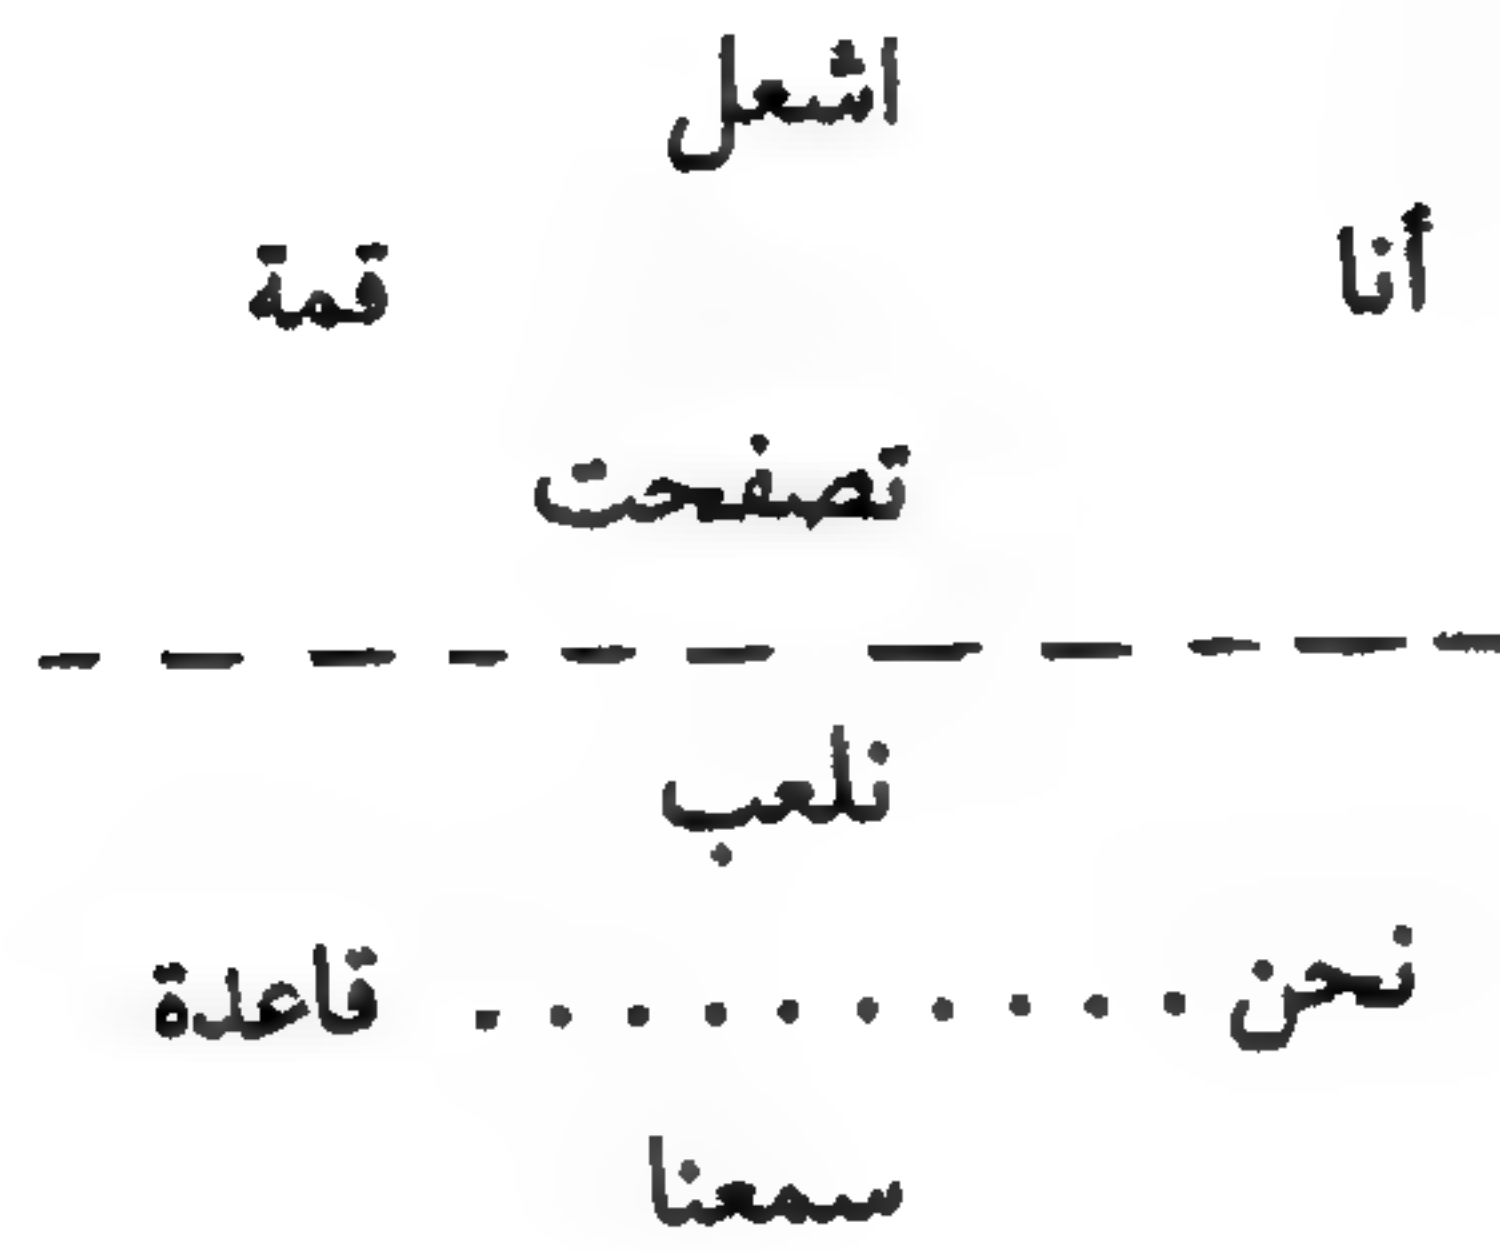 اشعل
أنا قمة
تصفحت
نلعب
نحن .......... قاعدة
سمعنا